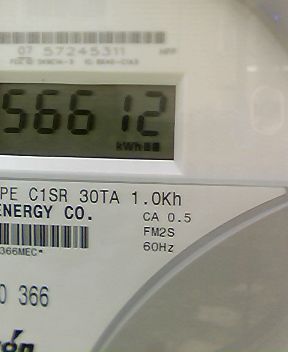 07 57245311
56612
kWh
PE C1SR 30TA 1.0Kh
ENERGY CO.
CA 0.5
FM2S
60Hz
366MEC*
0 366